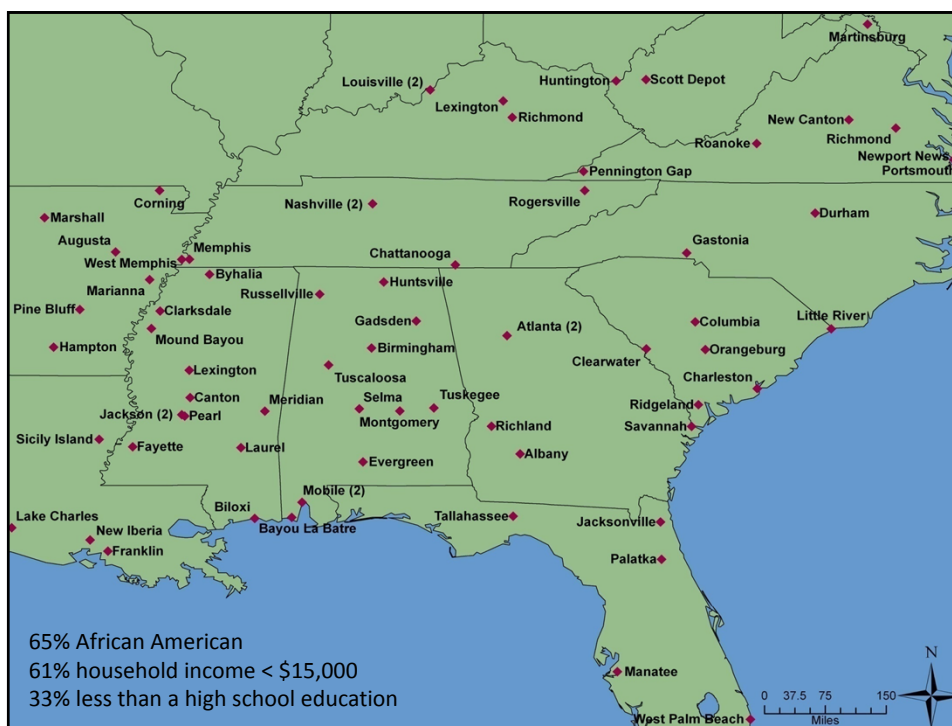 Martinsburg
Louisville (2)
Huntington
Scott Depot
Lexington
Richmond
New Canton
Richmond
Roanoke
Newport News
Portsmouth
Pennington Gap
Corning
Nashville (2)
Rogersville
Marshall
Durham
Augusta
West Memphis
Memphis
Chattanooga
Gastonia
Marianna
Byhalia
Huntsville
Russellville
Pine Bluff
Clarksdale
Gadsden
Columbia
Little River
Mound Bayou
Atlanta (2)
Hampton
Birmingham
Clearwater
Orangeburg
Lexington
Tuscaloosa
Charleston
Canton
Meridian
Selma
Tuskegee
Ridgeland
Jackson (2)
Pearl
Montgomery
Richland
Savannah
Sicily Island
Fayette
Laurel
Albany
Evergreen
Mobile (2)
Biloxi
Lake Charles
Bayou La Batre
Tallahassee
Jacksonville
New Iberia
Franklin
Palatka
65% African American
61% household income < $15,000
33% less than a high school education
Manatee
N
0 37.5 75 150
Miles
West Palm Beach